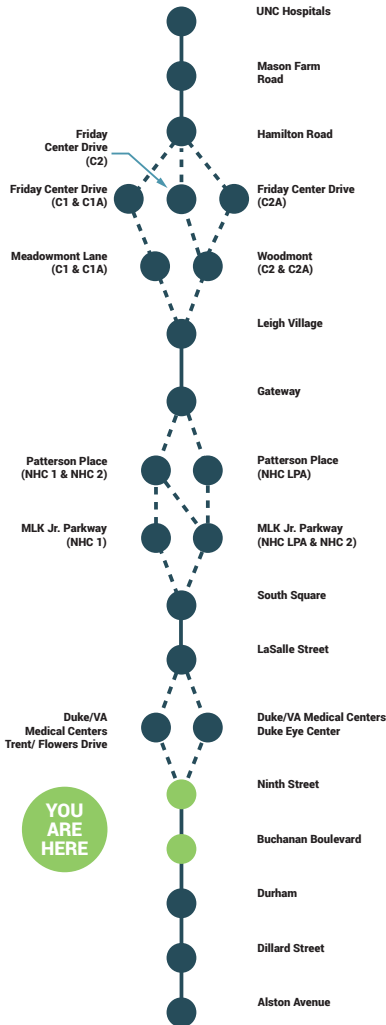 UNC Hospitals
Mason Farm
Road
Hamilton Road
Friday
Center Drive
(C2)
Friday Center Drive
(C1 & C1A)
Friday Center Drive
(C2A)
Meadowmont Lane
(C1 & C1A)
Woodmont
(C2 & C2A)
Leigh Village
Gateway
Patterson Place
(NHC 1 & NHC 2)
Patterson Place
(NHC LPA)
MLK Jr. Parkway
(NHC 1)
MLK Jr. Parkway
(NHC LPA & NHC 2)
South Square
LaSalle Street
Duke/VA
Medical Centers
Trent/ Flowers Drive
Duke/VA Medical Centers
Duke Eye Center
Ninth Street
YOU
ARE
HERE
Buchanan Boulevard
Durham
Dillard Street
Alston Avenue